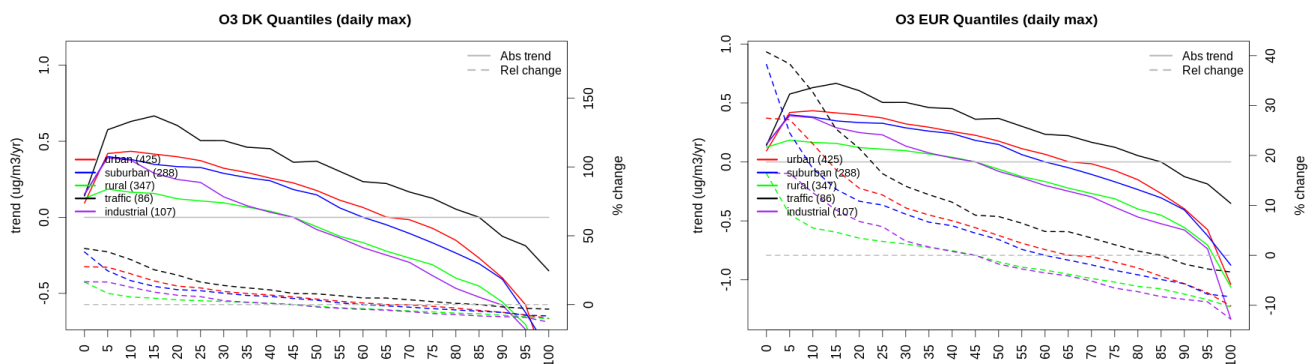 O3 DK Quantiles (daily max)
Abs trend
Rel change
1.0
0.5
0.0
-0.5
trend (ug/m3/yr)
urban (425)
suburban (288)
rural (347)
traffic (86)
industrial (107)
150
100
50
0
% change
0 5 10 15 20 25 30 35 40 45 50 55 60 65 70 75 80 85 90 95 100
O3 EUR Quantiles (daily max)
Abs trend
Rel change
1.0
0.5
0.0
-0.5
-1.0
trend (ug/m3/yr)
urban (425)
suburban (288)
rural (347)
traffic (86)
industrial (107)
40
30
20
10
0
-10
% change
0 5 10 15 20 25 30 35 40 45 50 55 60 65 70 75 80 85 90 95 100